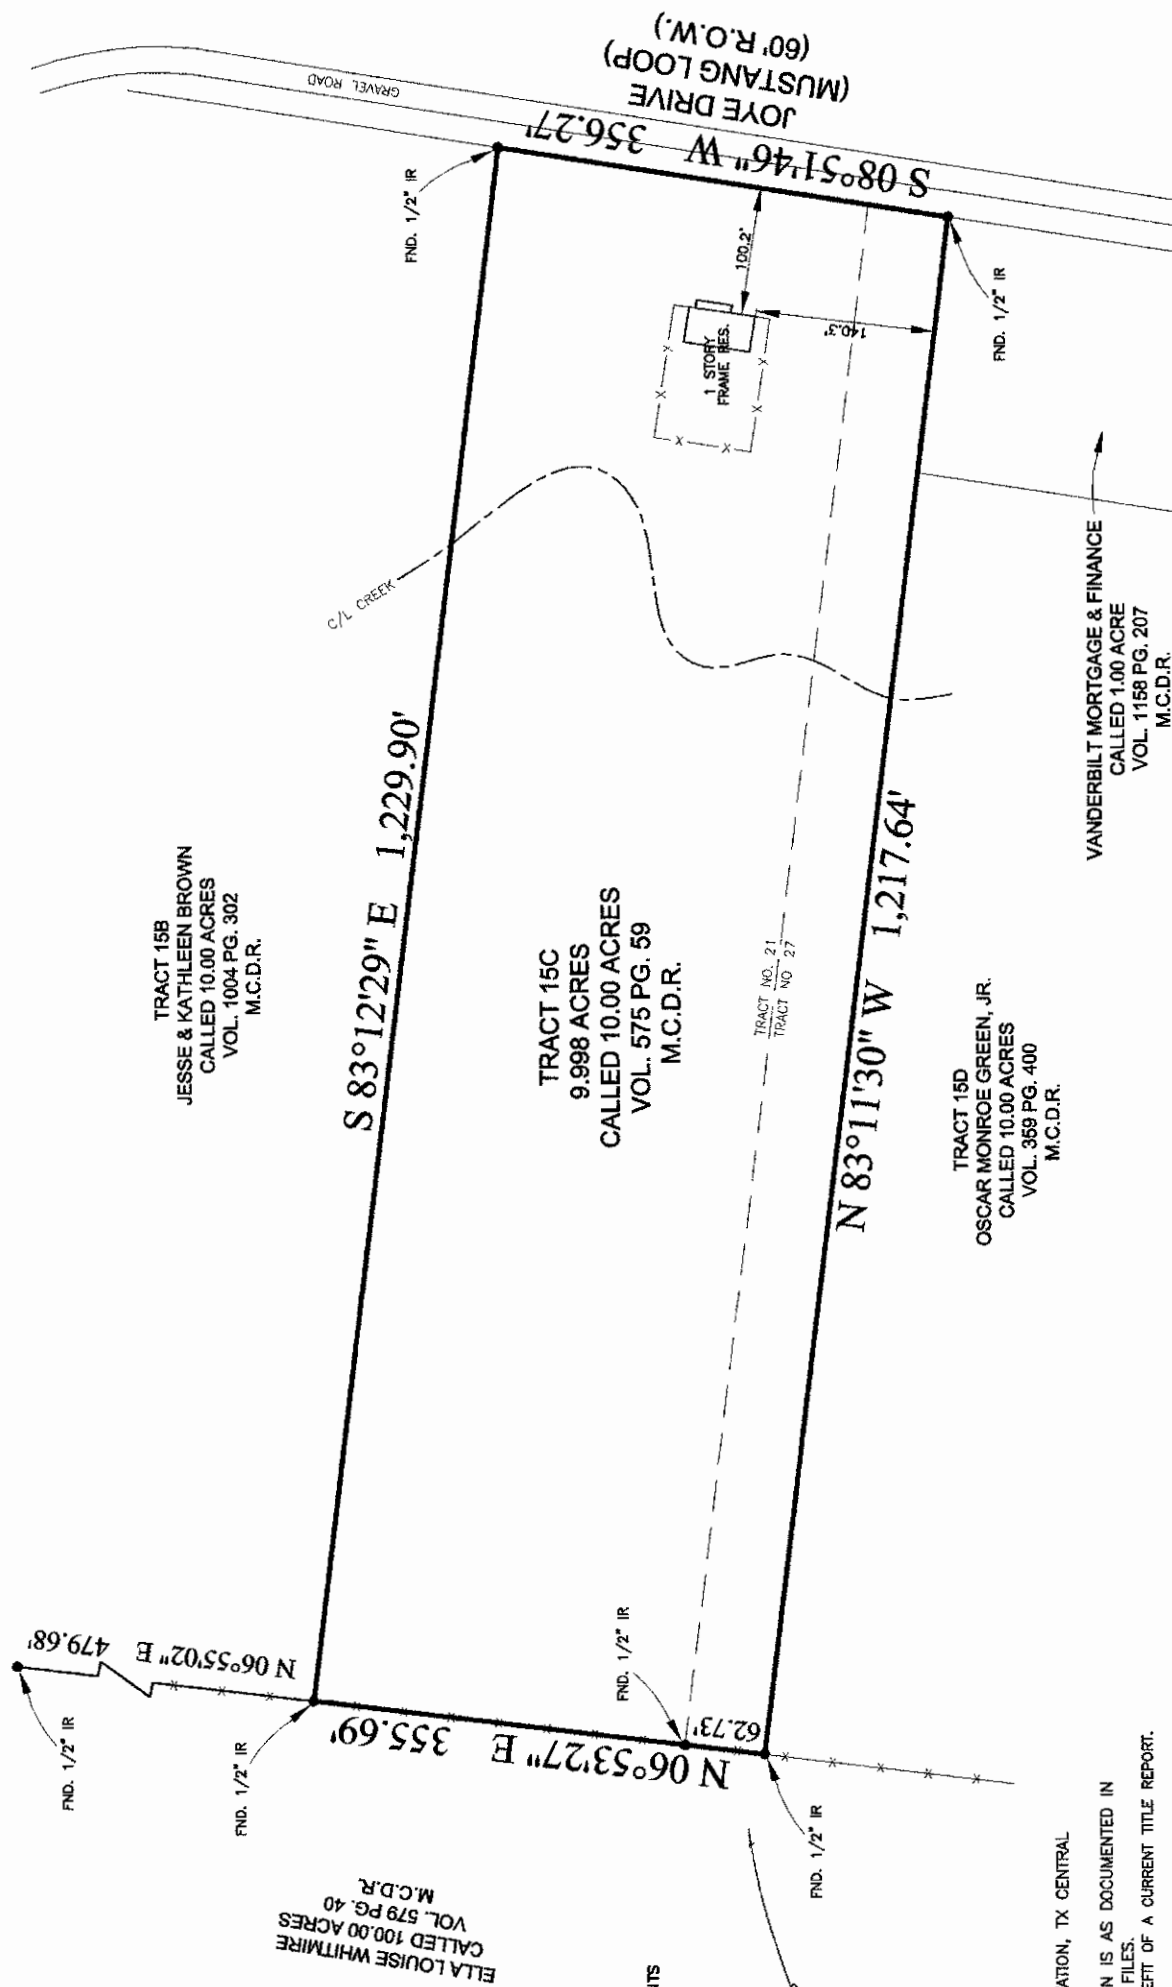 JOYE DRIVE
(MUSTANG LOOP)
(60' R.O.W.)
GRAVEL ROAD
S 08°51'46" W 356.27'
FND. 1/2" IR
FND. 1/2" IR
100.2'
140.3'
1 STORY
FRAME RES.
C/L CREEK
VANDERBILT MORTGAGE & FINANCE
CALLED 1.00 ACRE
VOL. 1158 PG. 207
M.C.D.R.
TRACT 15B
JESSE & KATHLEEN BROWN
CALLED 10.00 ACRES
VOL. 1004 PG. 302
M.C.D.R.
S 83°12'29" E 1,229.90'
TRACT 15C
9.998 ACRES
CALLED 10.00 ACRES
VOL. 575 PG. 59
M.C.D.R.
TRACT NO. 21
TRACT NO 27
N 83°11'30" W 1,217.64'
TRACT 15D
OSCAR MONROE GREEN, JR.
CALLED 10.00 ACRES
VOL. 359 PG. 400
M.C.D.R.
N 06°55'02" E 479.68'
FND. 1/2" IR
FND. 1/2" IR
N 06°53'27" E 355.69'
62.73'
FND. 1/2" IR
FND. 1/2" IR
ELLA LOUISE WHITMIRE
CALLED 100.00 ACRES
VOL. 579 PG. 40
M.C.D.R.
NTS
ATION, TX CENTRAL
N IS AS DOCUMENTED IN
FILES.
EFIT OF A CURRENT TITLE REPORT.